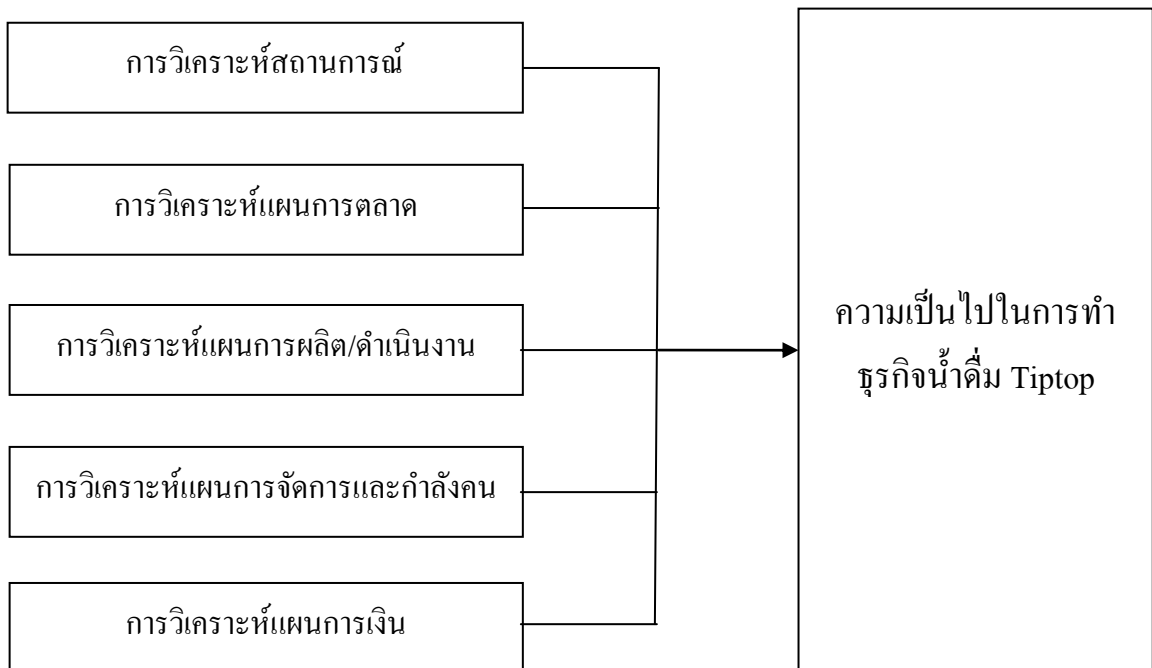 การวิเคราะห์สถานการณ์
การวิเคราะห์แผนการตลาด
การวิเคราะห์แผนการผลิต/ดำเนินงาน
การวิเคราะห์แผนการจัดการและกำลังคน
การวิเคราะห์แผนการเงิน
ความเป็นไปในการทำ
ธุรกิจน้ำดื่ม Tiptop